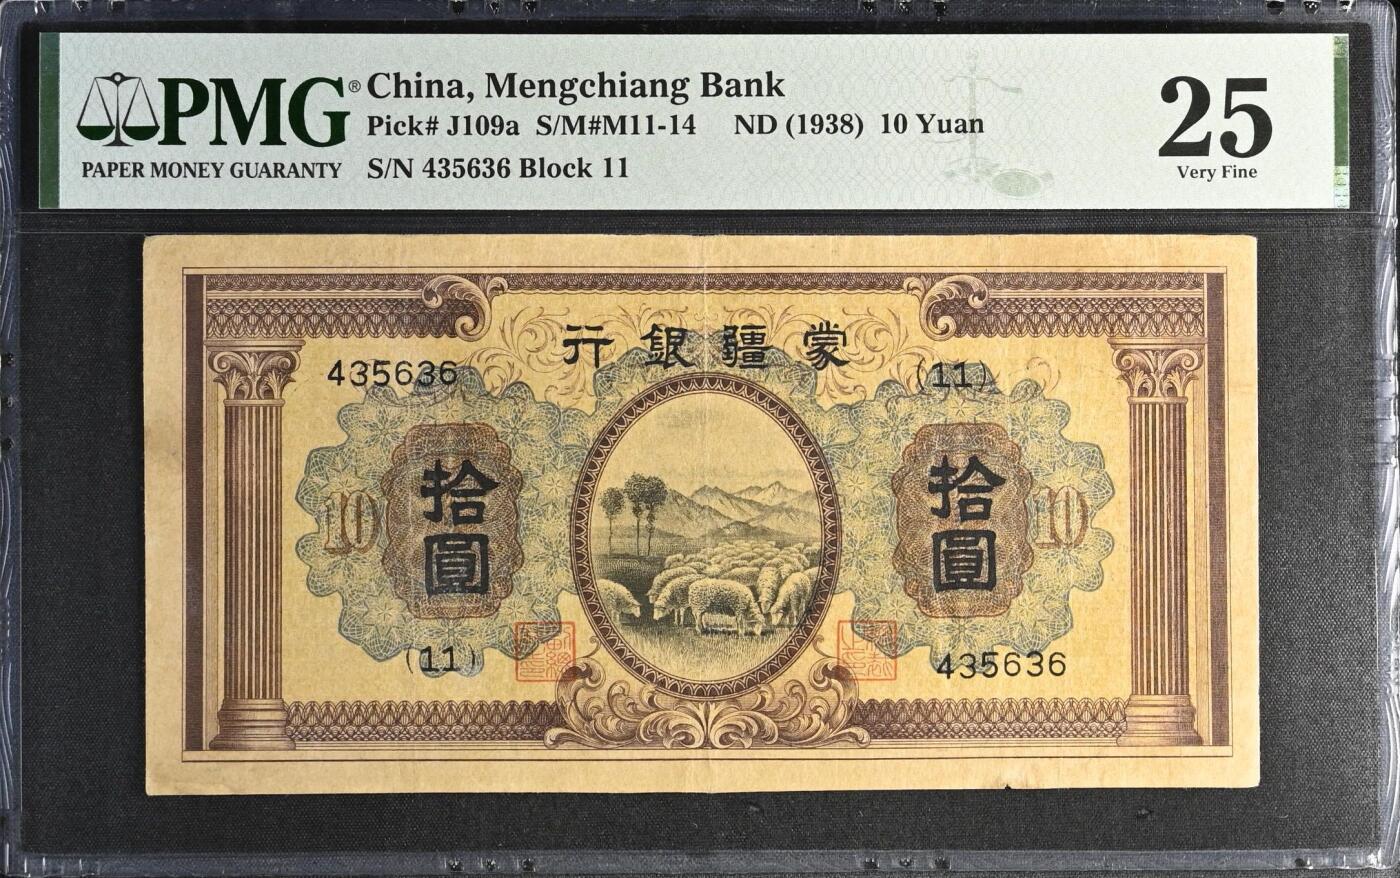 PMG® China, Mengchiang Bank
Pick# J109a S/M#M11-14 ND (1938) 10 Yuan
PAPER MONEY GUARANTY S/N 435636 Block 11
25
Very Fine
行銀疆蒙
435636 (11)
拾圓 拾圓
10 10
(11) 435636